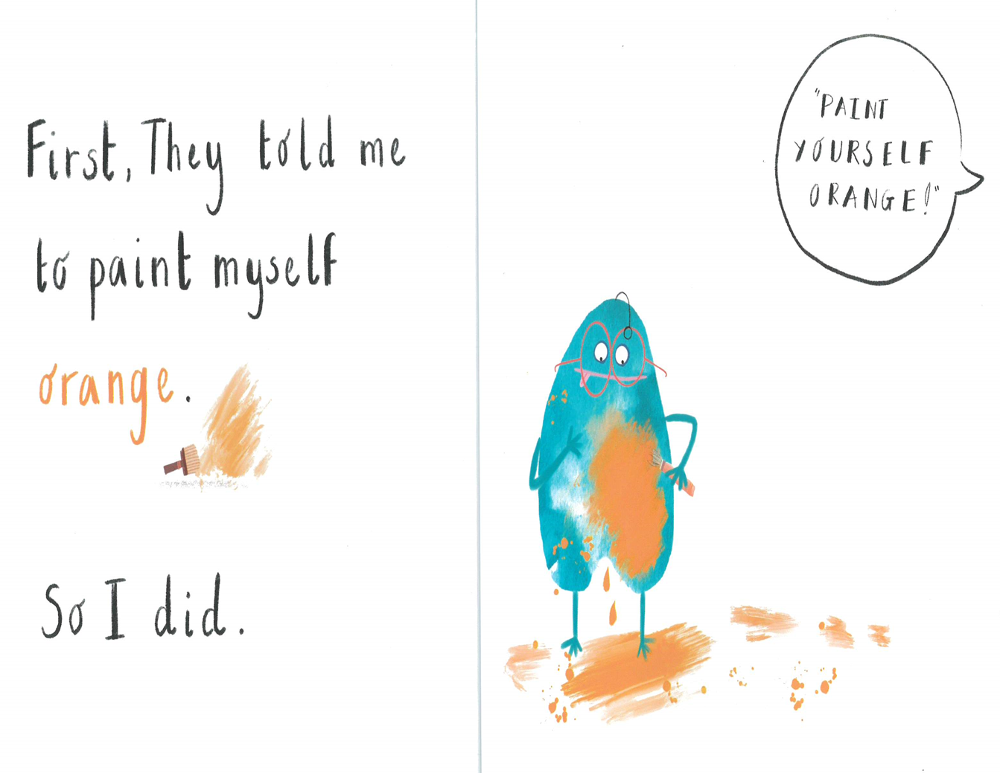 First, They told me
to paint myself
orange.
So I did.
"PAINT
YOURSELF
ORANGE!"